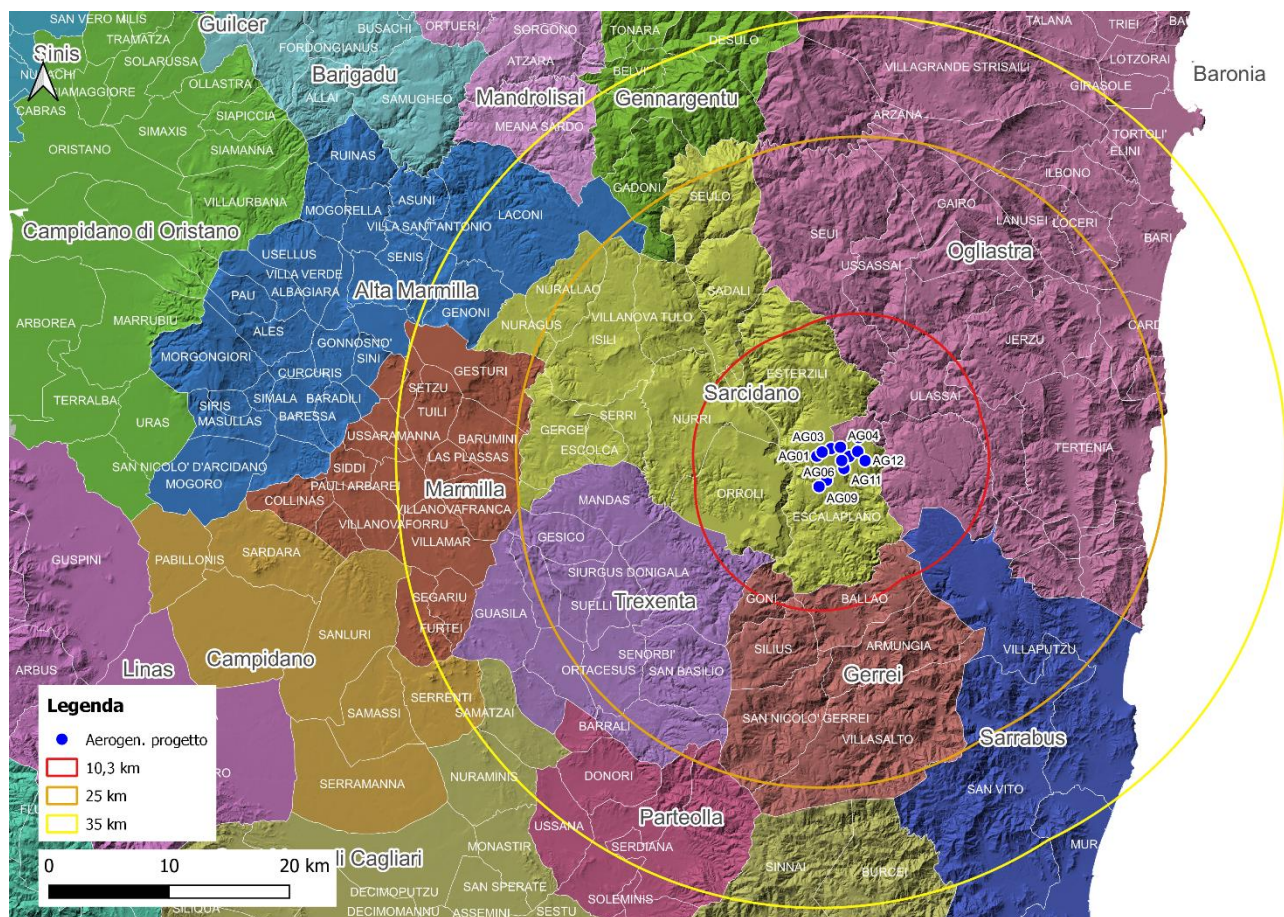 SAN VERO MILIS
Guilcer
BUSACHI
ORTUERI
SORGONO
TONARA
DESULO
TALANA
TRIEI
TRAMATZA
FORDONGIANUS
Sinis
SOLARUSSA
ATZARA
BELVI'
VILLAGRANDE STRISAILI
LOTZORAI
Baronia
OLLASTRA
Barigadu
GIRASOLE
CABRAS
ALLAI
SAMUGHEO
Mandrolisai
Gennargentu
SIAPICCIA
ARZANA
SIMAXIS
MEANA SARDO
TORTOLI'
ORISTANO
SIAMANNA
RUINAS
ELINI
ILBONO
GADONI
SEULO
VILLAURBANA
MOGORELLA
ASUNI
LACONI
GAIRO
LANUSEI
LOCERI
Campidano di Oristano
VILLA SANT'ANTONIO
SEUI
BARI
USELLUS
SENIS
USSASSAI
Ogliastra
VILLA VERDE
PAU
ALBAGIARA
Alta Marmilla
NURALLAO
SADALI
ARBOREA
MARRUBIU
GENONI
NURAGUS
VILLANOVA TULO
CARD
ALES
GONNOSNO'
ISILI
JERZU
MORGONGIORI
SINI
CURCURIS
GESTURI
ESTERZILI
TERRALBA
SETZU
Sarcidano
ULASSAI
URAS
SIRIS
SIMALA
BARADILI
TUILI
MASULLAS
BARESSA
SERRI
NURRI
USSARAMANNA
BARUMINI
GERGEI
AG03
AG04
TERTENIA
ESCOLCA
AG01
LAS PLASSAS
AG12
SAN NICOLO' D'ARCIDANO
SIDDI
AG06
AG11
MOGORO
PAULI ARBAREI
Marmilla
ORROLI
AG09
COLLINAS
MANDAS
VILLANOVAFRANCA
ESCALAPLANO
VILLANOVAFORRU
GESICO
SARDARA
VILLAMAR
GUSPINI
PABILLONIS
SIURGUS DONIGALA
SEGARIU
GONI
BALLAO
SUELLI
Trexenta
GUASILA
FURTEI
SANLURI
ARMUNGIA
SILIUS
SENORBI'
VILLAPUTZU
ARBUS
Linas
Campidano
ORTACESUS
SAN BASILIO
Gerrei
SERRENTI
SAMASSI
SAMATZAI
SAN NICOLO' GERREI
BARRALI
VILLASALTO
Sarrabus
NURAMINIS
DONORI
SERRAMANNA
SAN VITO
USSANA
Parteolla
MONASTIR
SERDIANA
MUR
li Cagliari
SINNAI
BURCEI
DECIMOPUTZU
SAN SPERATE
SOLEMINIS
SILIQUA
DECIMOMANNU
ASSEMINI
SESTU
Legenda
Aerogen. progetto
10,3 km
25 km
35 km
0 10 20 km